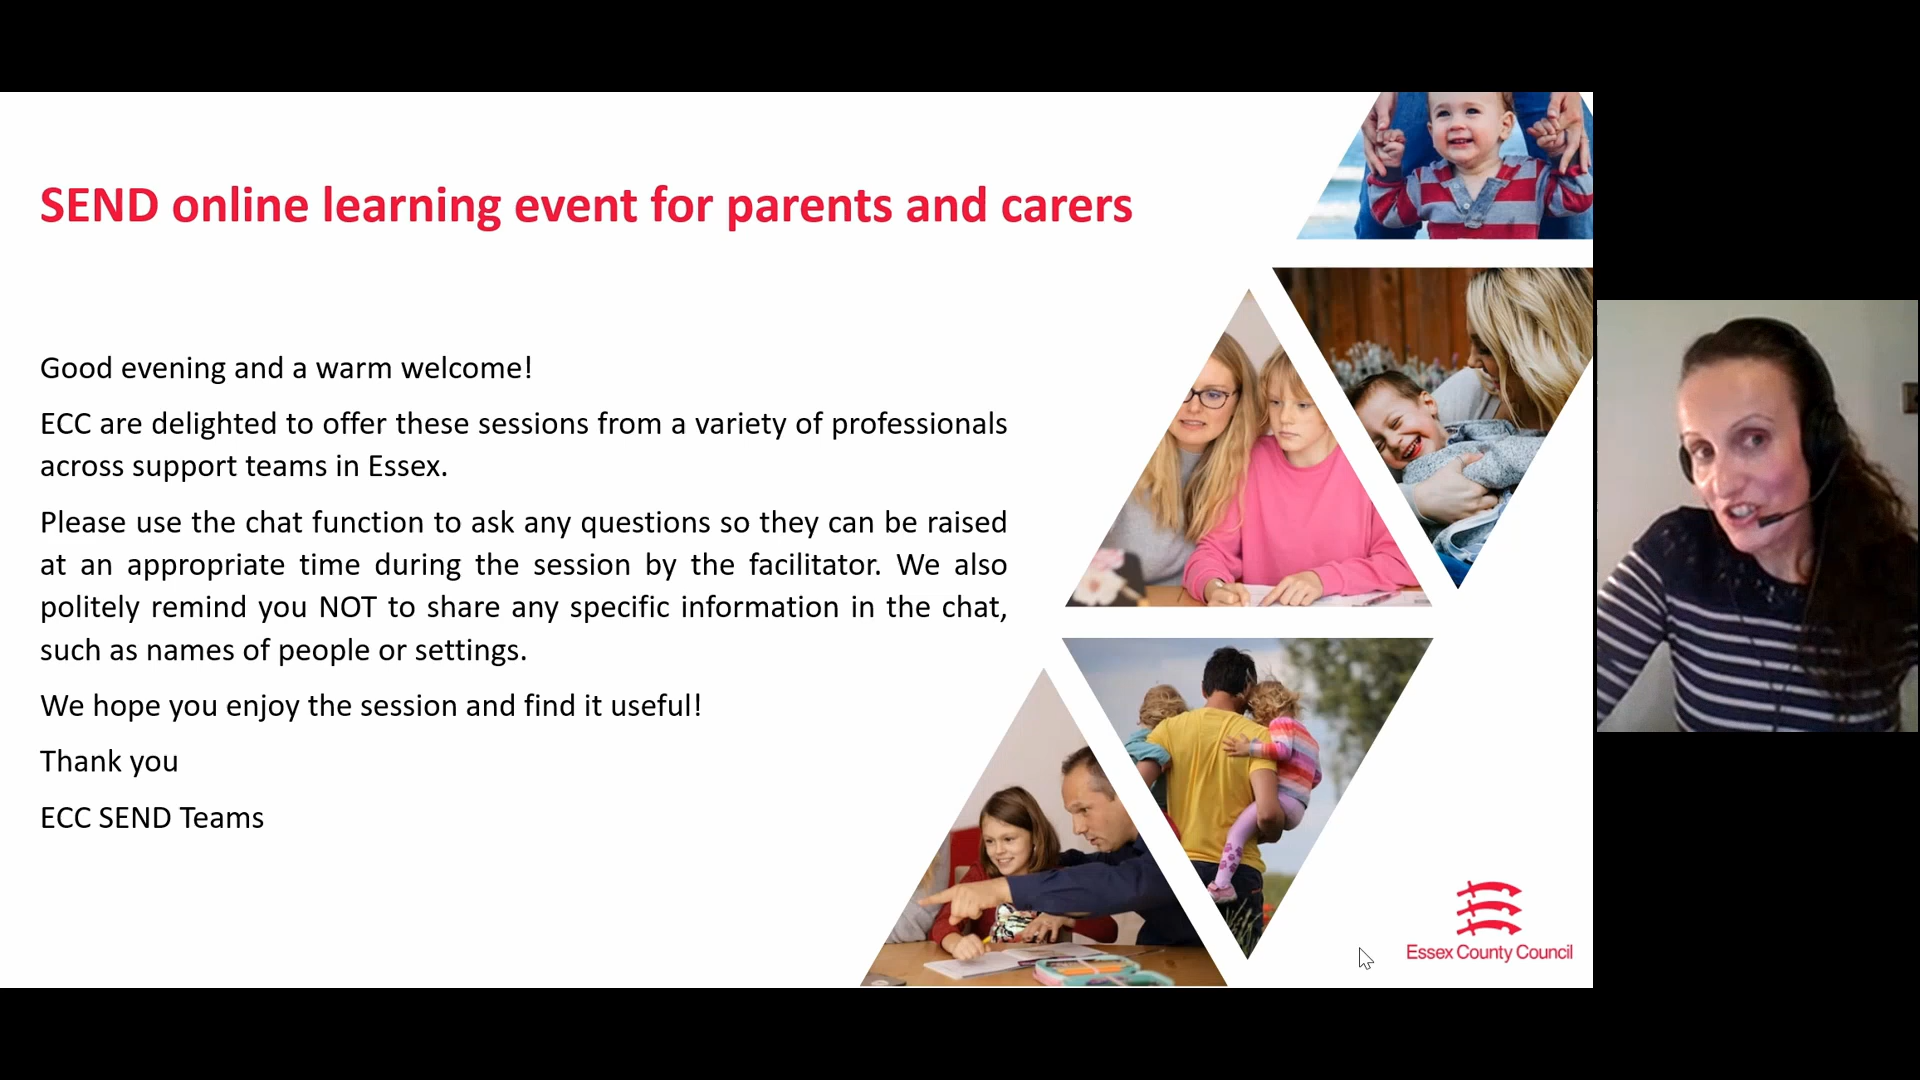 SEND online learning event for parents and carers
Good evening and a warm welcome!
ECC are delighted to offer these sessions from a variety of professionals
across support teams in Essex.
Please use the chat function to ask any questions so they can be raised
at an appropriate time during the session by the facilitator. We also
politely remind you NOT to share any specific information in the chat,
such as names of people or settings.
We hope you enjoy the session and find it useful!
Thank you
ECC SEND Teams
Essex County Council